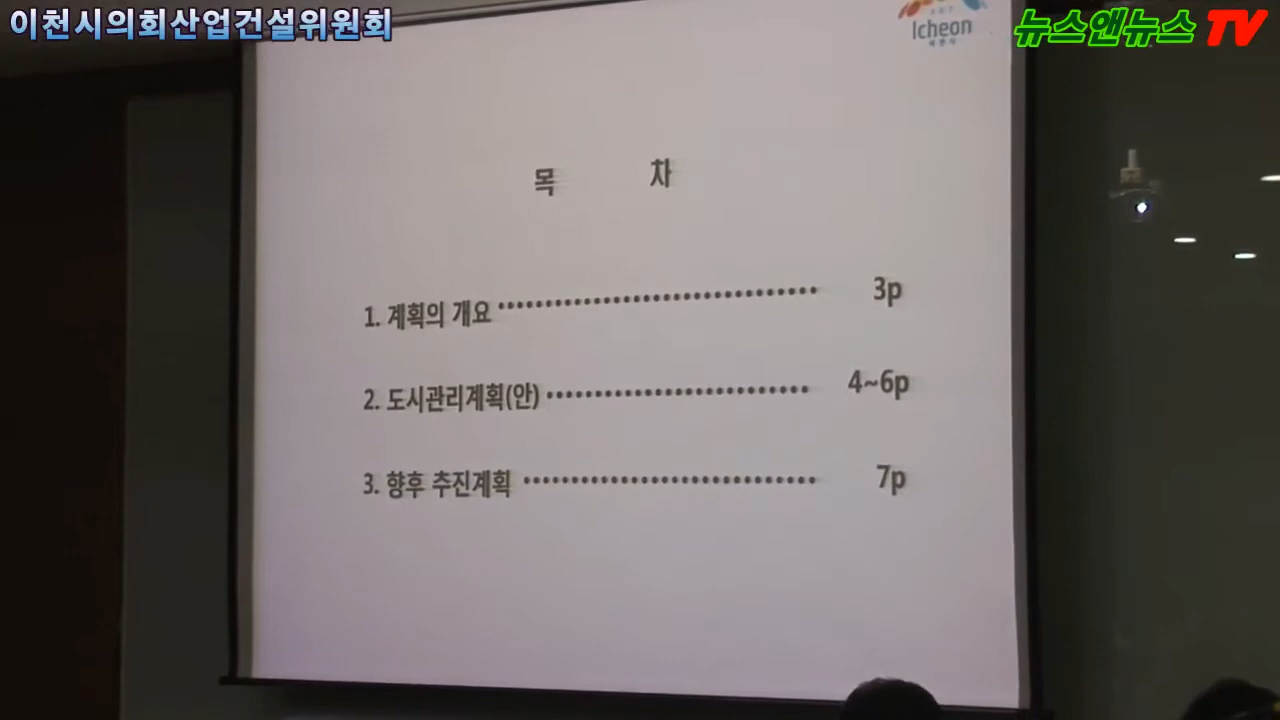 이천시의회산업건설위원회
뉴스앤뉴스 TV
Icheon
목 차
1. 계획의 개요 ································ 3p
2. 도시관리계획(안) ··························· 4~6p
3. 향후 추진계획 ······························ 7p